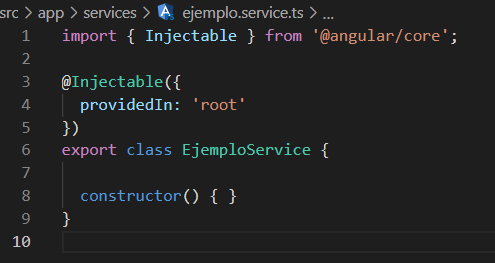 src > app > services > ejemplo.service.ts > ...
1 import { Injectable } from '@angular/core';
2
3 @Injectable({
4   providedIn: 'root'
5 })
6 export class EjemploService {
7
8   constructor() { }
9 }
10